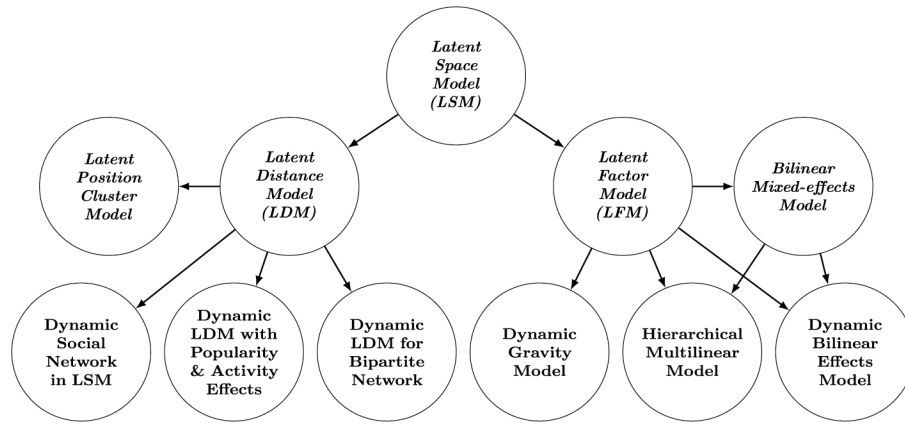 Latent
Space
Model
(LSM)
Latent
Position
Cluster
Model
Latent
Distance
Model
(LDM)
Latent
Factor
Model
(LFM)
Bilinear
Mixed-effects
Model
Dynamic
Social
Network
in LSM
Dynamic
LDM with
Popularity
& Activity
Effects
Dynamic
LDM for
Bipartite
Network
Dynamic
Gravity
Model
Hierarchical
Multilinear
Model
Dynamic
Bilinear
Effects
Model